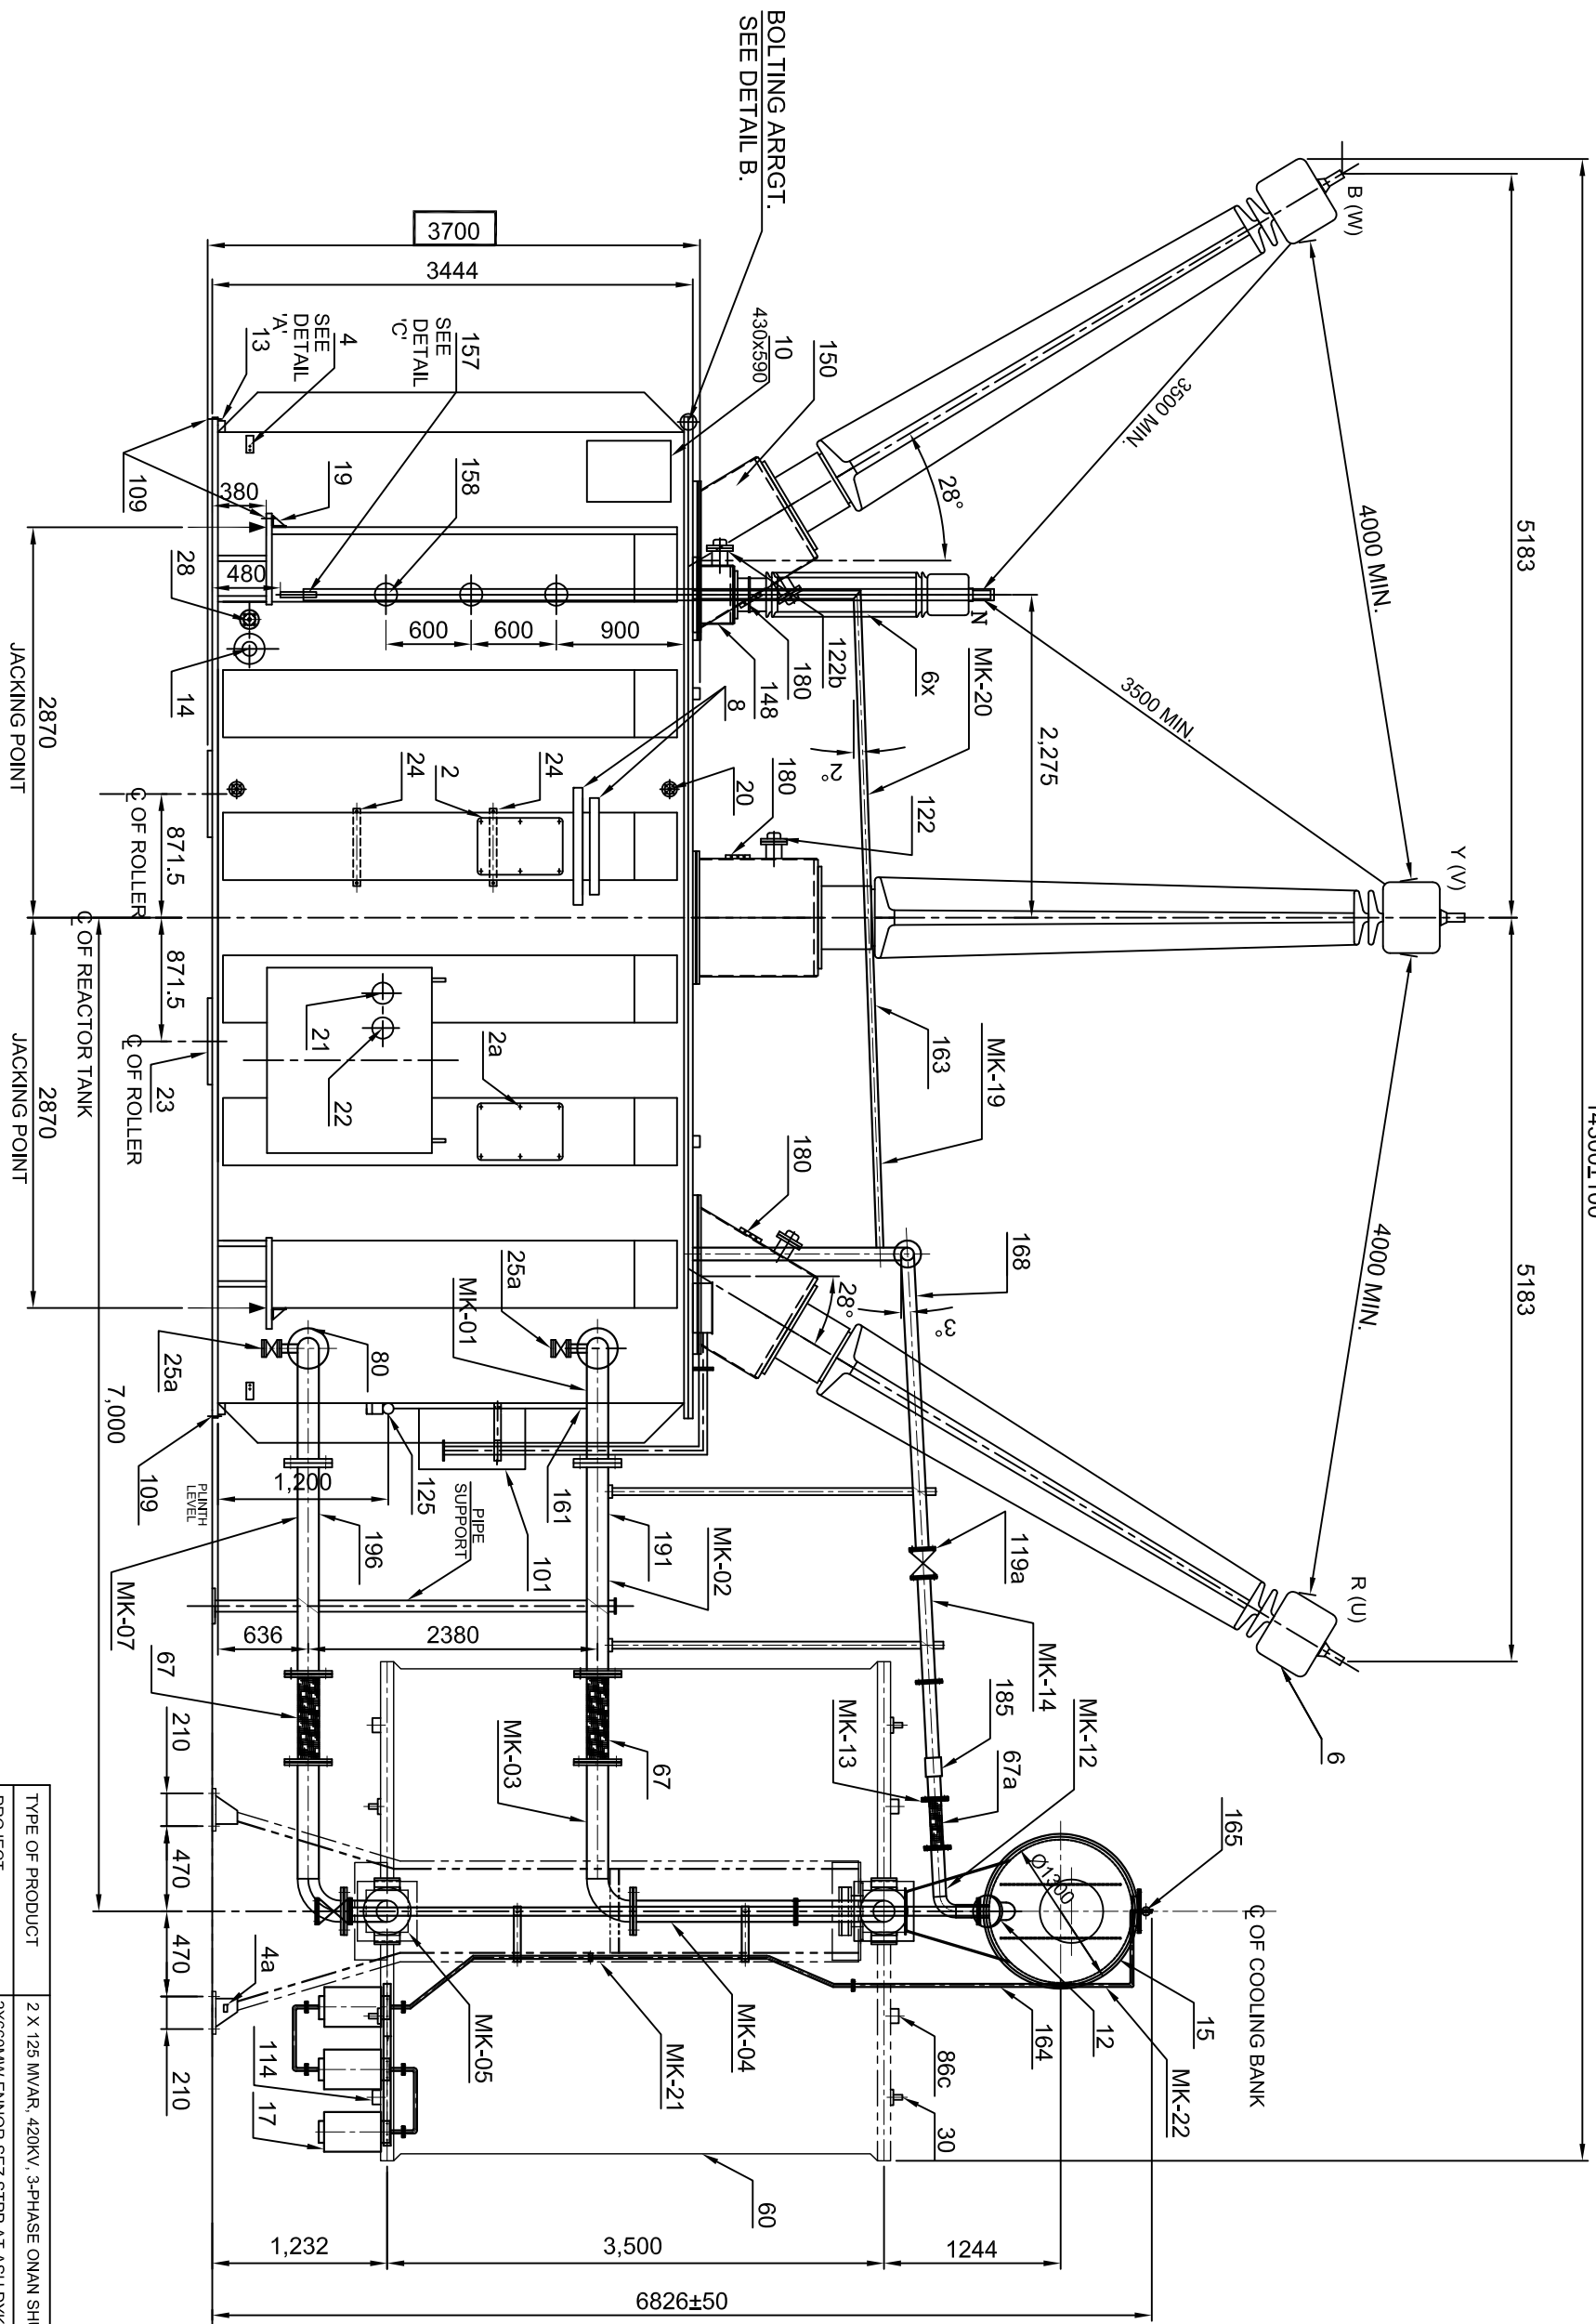 BOLTING ARRGT.
SEE DETAIL B.
B (W)
Y (V)
R (U)
N
5183
5183
4000 MIN.
4000 MIN.
3500 MIN.
3500 MIN.
28°
28°
2,275
2°
3°
3700
3444
10
430x590
150
157
SEE
DETAIL
'C'
4
SEE
DETAIL
'A'
13
109
19
158
380
480
28
14
600
600
900
122b
180
148
6x
MK-20
8
20
180
122
24
2
24
163
MK-19
21
22
2a
180
168
2870
JACKING POINT
871.5
℄ OF ROLLER
871.5
℄ OF ROLLER
23
℄ OF REACTOR TANK
2870
JACKING POINT
7,000
25a
MK-01
80
25a
109
PLINTH
LEVEL
1,200
125
161
101
PIPE
SUPPORT
196
MK-07
191
MK-02
636
2380
67
67
MK-03
119a
MK-14
185
MK-13
67a
MK-12
6
165
Ø1300
℄ OF COOLING BANK
15
MK-22
12
164
86c
30
MK-04
MK-21
MK-05
114
17
4a
60
210
470
470
210
1,232
3,500
1244
6826±50
TYPE OF PRODUCT
2 X 125 MVAR, 420KV, 3-PHASE ONAN